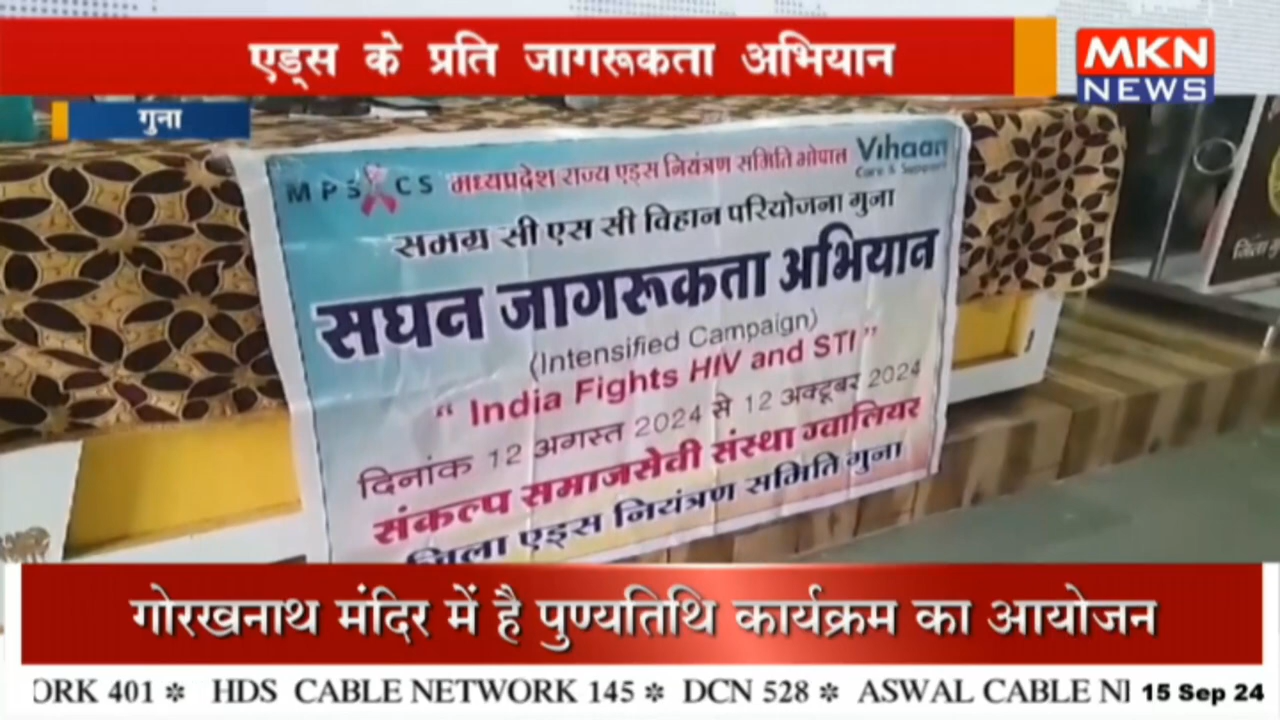 एड्स के प्रति जागरूकता अभियान
MKN
NEWS
गुना
MPSACS मध्यप्रदेश राज्य एड्स नियंत्रण समिति भोपाल Vihaan
Care & Support
समग्र सी एस सी विहान परियोजना गुना
सघन जागरूकता अभियान
(Intensified Campaign)
“ India Fights HIV and STI ”
दिनांक 12 अगस्त 2024 से 12 अक्टूबर 2024
संकल्प समाजसेवी संस्था ग्वालियर
जिला एड्स नियंत्रण समिति गुना
गोरखनाथ मंदिर में है पुण्यतिथि कार्यक्रम का आयोजन
ORK 401 * HDS CABLE NETWORK 145 * DCN 528 * ASWAL CABLE NE 15 Sep 24